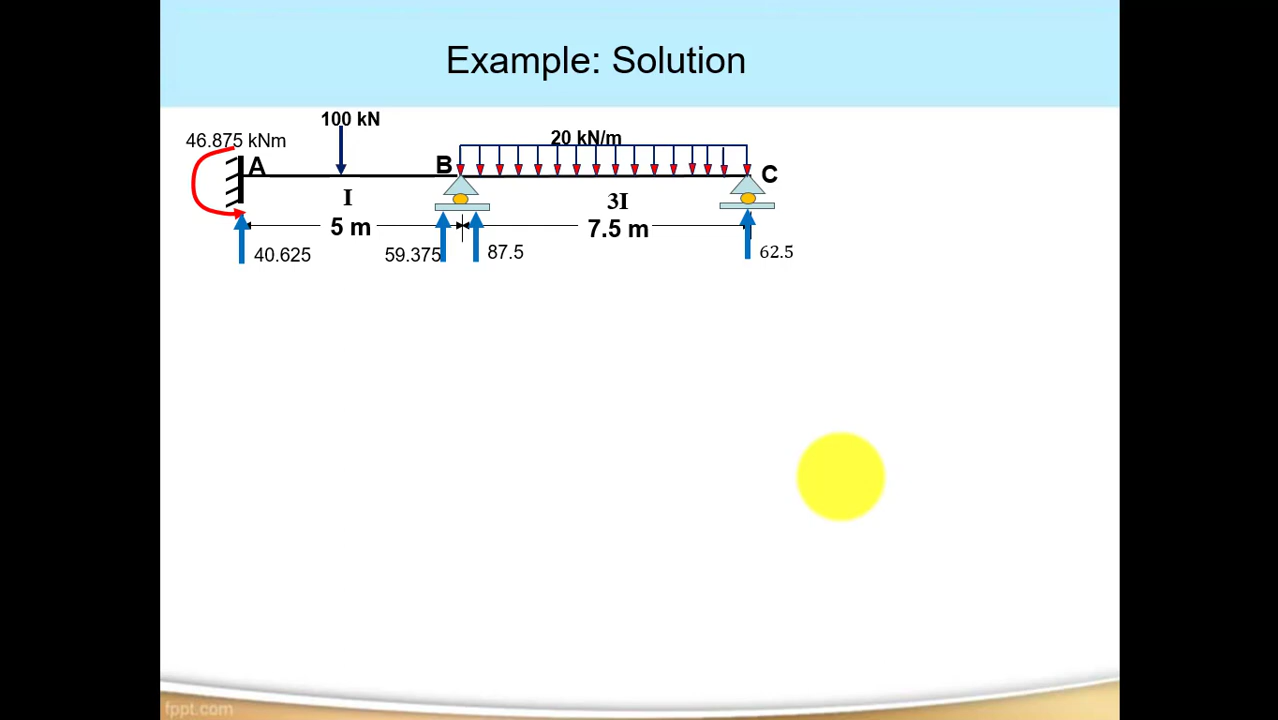 Example: Solution
100 kN
46.875 kNm
20 kN/m
A
B
C
I
3I
5 m
7.5 m
40.625
59.375
87.5
62.5
fppt.com